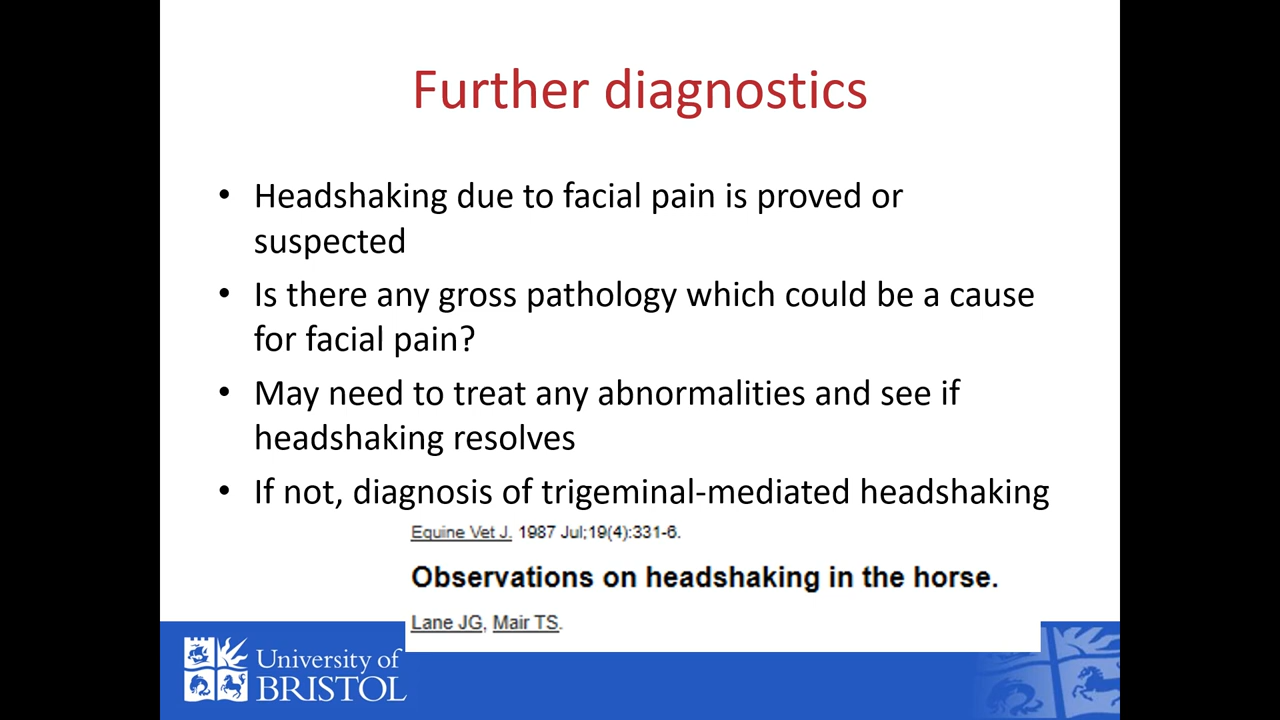 Further diagnostics
• Headshaking due to facial pain is proved or
suspected
• Is there any gross pathology which could be a cause
for facial pain?
• May need to treat any abnormalities and see if
headshaking resolves
• If not, diagnosis of trigeminal-mediated headshaking
Equine Vet J. 1987 Jul;19(4):331-6.
Observations on headshaking in the horse.
Lane JG, Mair TS.
University of
BRISTOL